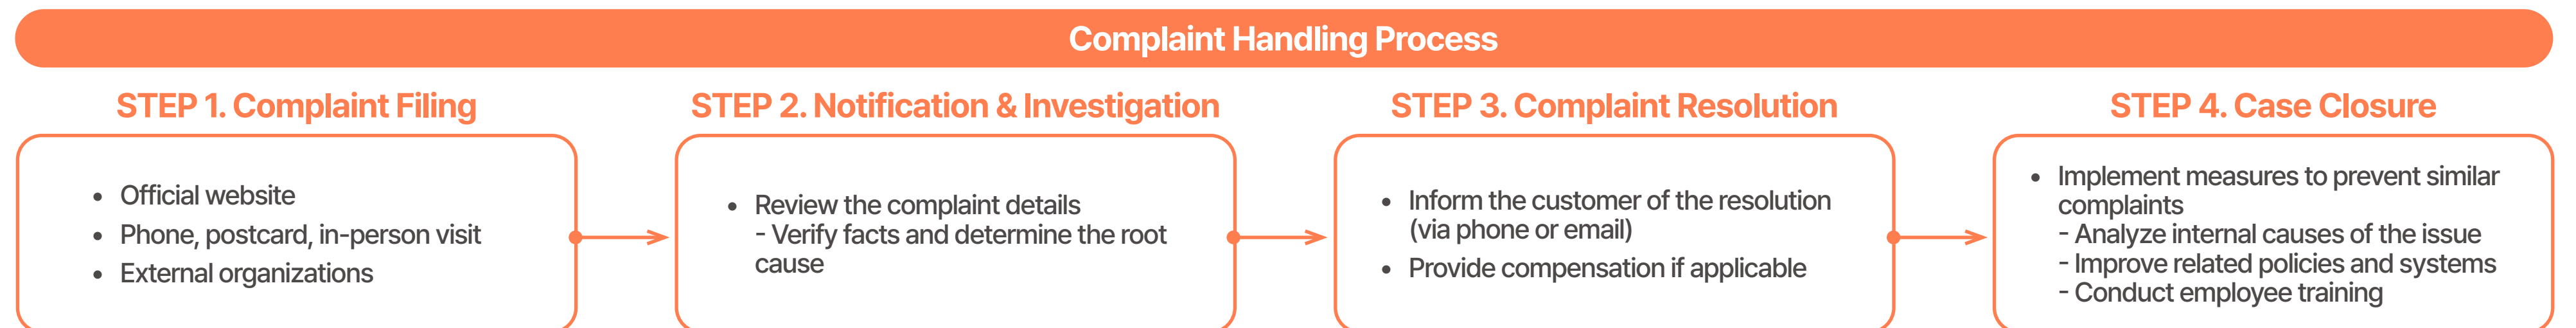 Complaint Handling Process
STEP 1. Complaint Filing
• Official website
• Phone, postcard, in-person visit
• External organizations
STEP 2. Notification & Investigation
• Review the complaint details
- Verify facts and determine the root
cause
STEP 3. Complaint Resolution
• Inform the customer of the resolution
(via phone or email)
• Provide compensation if applicable
STEP 4. Case Closure
• Implement measures to prevent similar
complaints
- Analyze internal causes of the issue
- Improve related policies and systems
- Conduct employee training